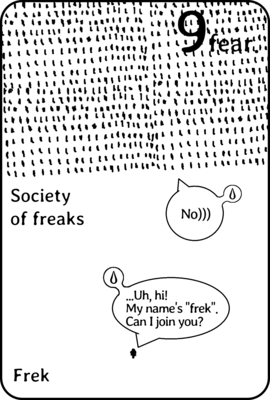 9 fear.
Society
of freaks
No)))
...Uh, hi!
My name's "frek".
Can I join you?
Frek